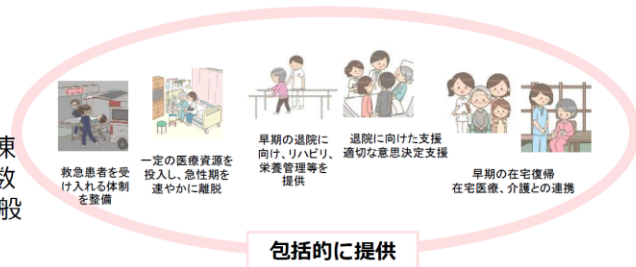 棟
数
般
救急患者を受
け入れる体制
を整備
一定の医療資源を
投入し、急性期を
速やかに離脱
早期の退院に
向け、リハビリ、
栄養管理等を
提供
退院に向けた支援
適切な意思決定支援
早期の在宅復帰
在宅医療、介護との連携
包括的に提供